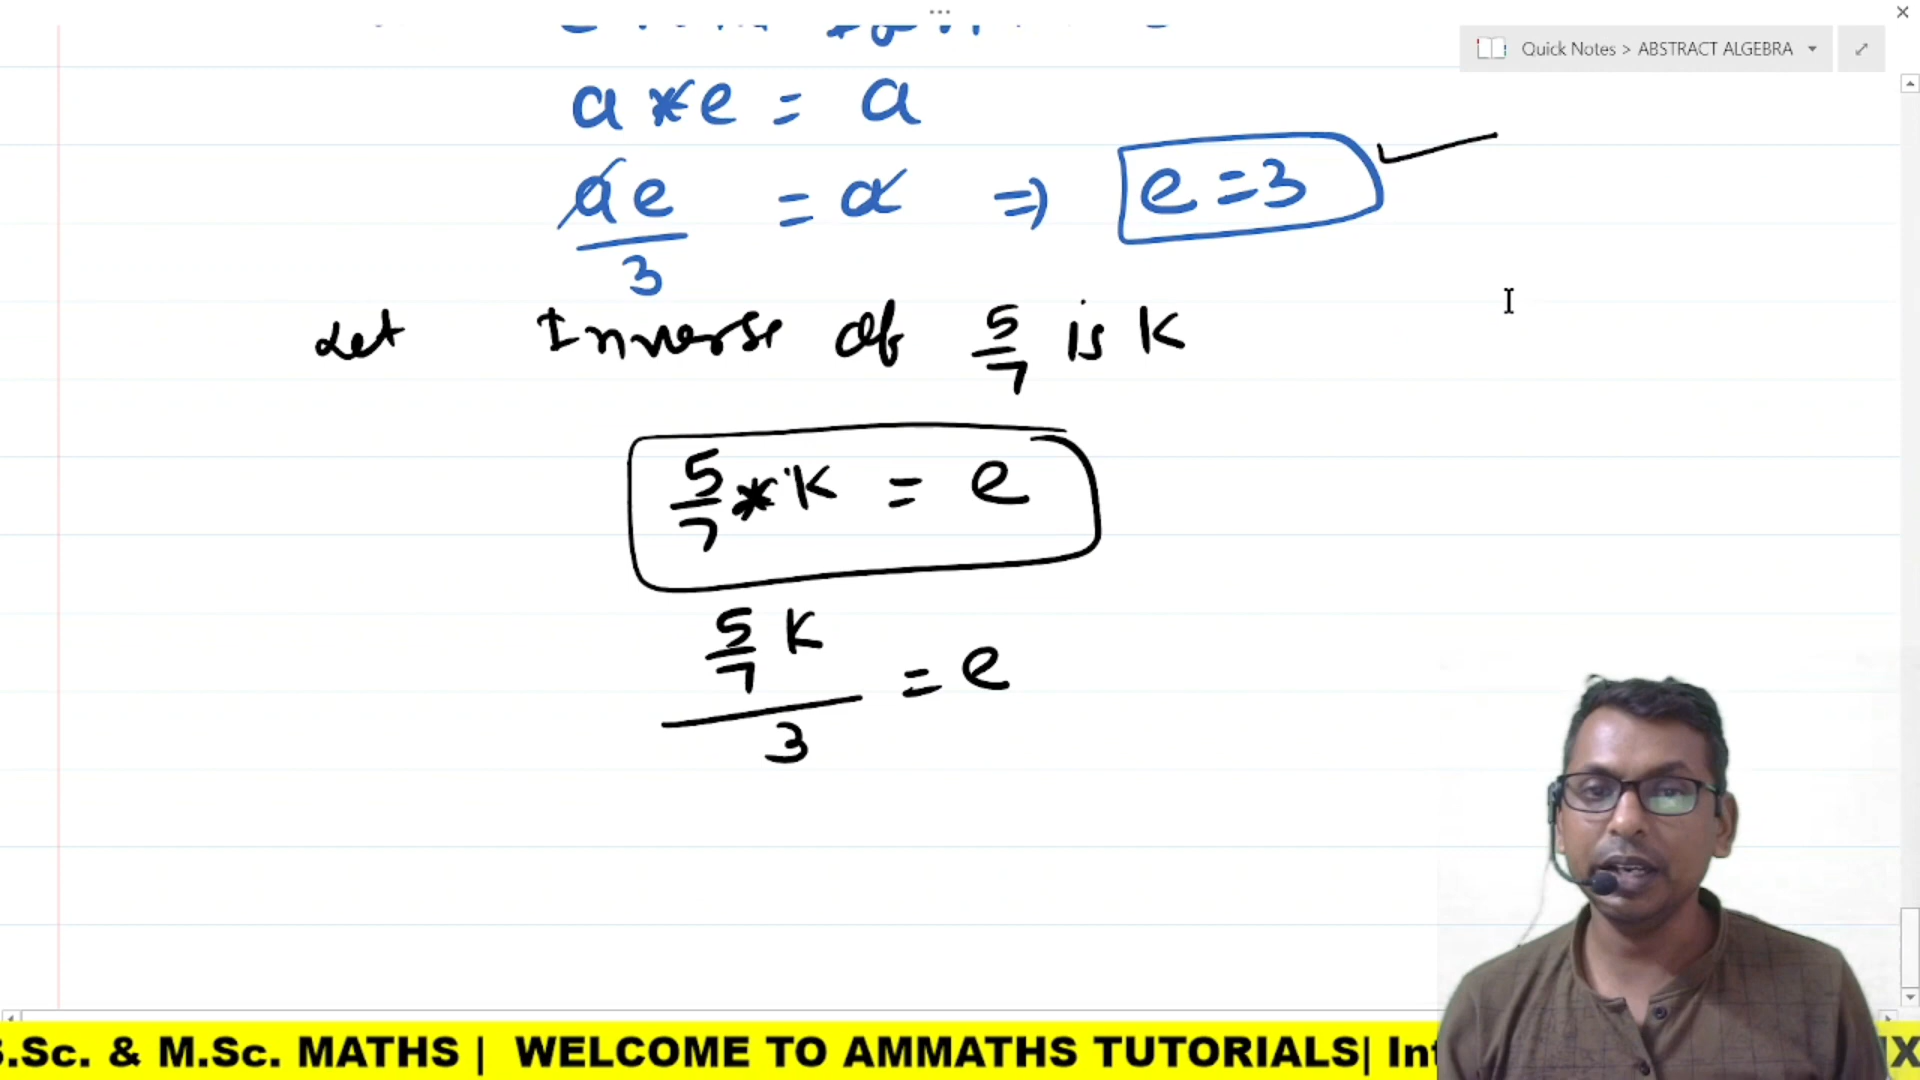 Quick Notes > ABSTRACT ALGEBRA
a * e = a
ae/3 = a ⇒ e = 3 ✓
Let Inverse of 5/7 is K
5/7 * K = e
5/7 K / 3 = e
B.Sc. & M.Sc. MATHS | WELCOME TO AMMATHS TUTORIALS| Int